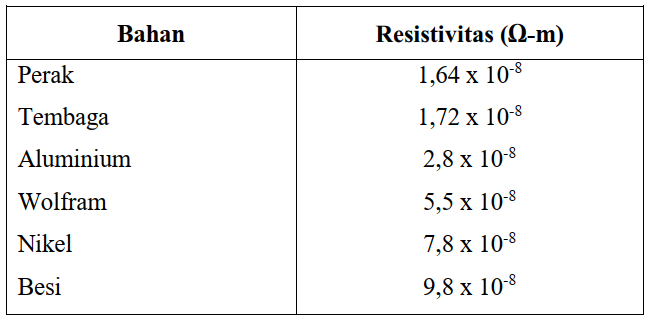 Bahan Resistivitas (Ω-m)
Perak 1,64 x 10⁻⁸
Tembaga 1,72 x 10⁻⁸
Aluminium 2,8 x 10⁻⁸
Wolfram 5,5 x 10⁻⁸
Nikel 7,8 x 10⁻⁸
Besi 9,8 x 10⁻⁸